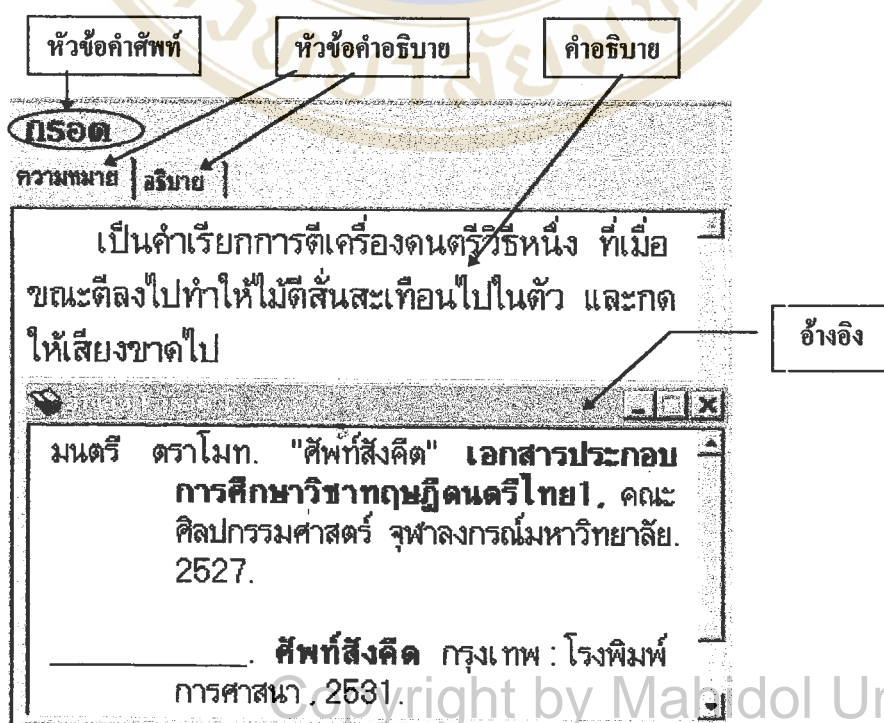 หัวข้อคำศัพท์ หัวข้อคำอธิบาย คำอธิบาย
กรอด
ความหมาย อธิบาย
เป็นคำเรียกการตีเครื่องดนตรีวิธีหนึ่ง ที่เมื่อ
ขณะตีลงไปทำให้ไม้ตีสั่นสะเทือนไปในตัว และกด
ให้เสียงขาดไป
อ้างอิง
มนตรี ตราโมท. "ศัพท์สังคีต" เอกสารประกอบ
การศึกษาวิชาทฤษฎีดนตรีไทย1. คณะ
ศิลปกรรมศาสตร์ จุฬาลงกรณ์มหาวิทยาลัย.
2527.
____________. ศัพท์สังคีต กรุงเทพ : โรงพิมพ์
การศาสนา ,2531.
Copyright by Mahidol Un